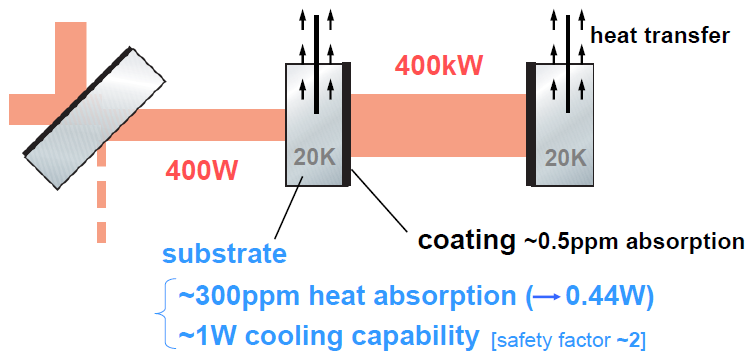 heat transfer
400kW
20K
20K
400W
coating ~0.5ppm absorption
substrate
~300ppm heat absorption (→ 0.44W)
~1W cooling capability [safety factor ~2]